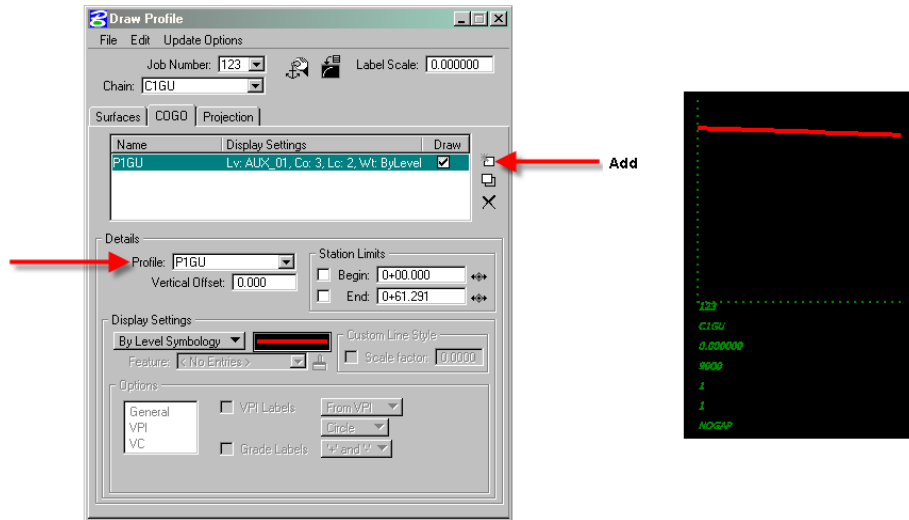 Draw Profile
File Edit Update Options
Job Number: 123 Label Scale: 0.000000
Chain: C1GU
Surfaces COGO Projection
Name Display Settings Draw
P1GU Lv: AUX_01, Co: 3, Lc: 2, Wt: ByLevel
Add
Details
Profile: P1GU
Vertical Offset: 0.000
Station Limits
Begin: 0+00.000
End: 0+61.291
Display Settings
By Level Symbology
Feature: < No Entries >
Custom Line Style
Scale factor: 0.0000
Options
General
VPI
VC
VPI Labels From VPI
Circle
Grade Labels '+' and '-'
123
C1GU
0.000000
9000
1
1
NOGAP